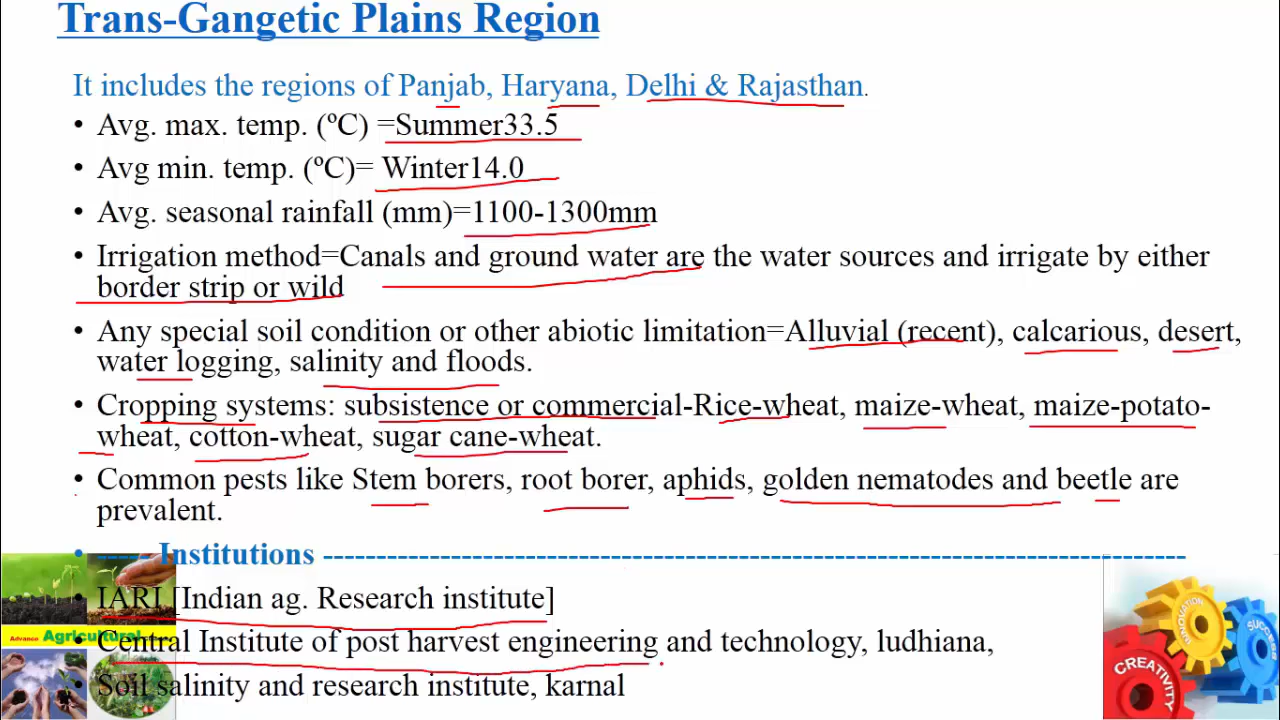 Trans-Gangetic Plains Region
It includes the regions of Panjab, Haryana, Delhi & Rajasthan.
• Avg. max. temp. (ºC) =Summer33.5
• Avg min. temp. (ºC)= Winter14.0
• Avg. seasonal rainfall (mm)=1100-1300mm
• Irrigation method=Canals and ground water are the water sources and irrigate by either
border strip or wild
• Any special soil condition or other abiotic limitation=Alluvial (recent), calcarious, desert,
water logging, salinity and floods.
• Cropping systems: subsistence or commercial-Rice-wheat, maize-wheat, maize-potato-
wheat, cotton-wheat, sugar cane-wheat.
• Common pests like Stem borers, root borer, aphids, golden nematodes and beetle are
prevalent.
• ----- Institutions -----------------------------------------------------------------------------------
• IARI [Indian ag. Research institute]
Advance Agricultural
• Central Institute of post harvest engineering and technology, ludhiana,
• Soil salinity and research institute, karnal
INNOVATION
CREATIVITY